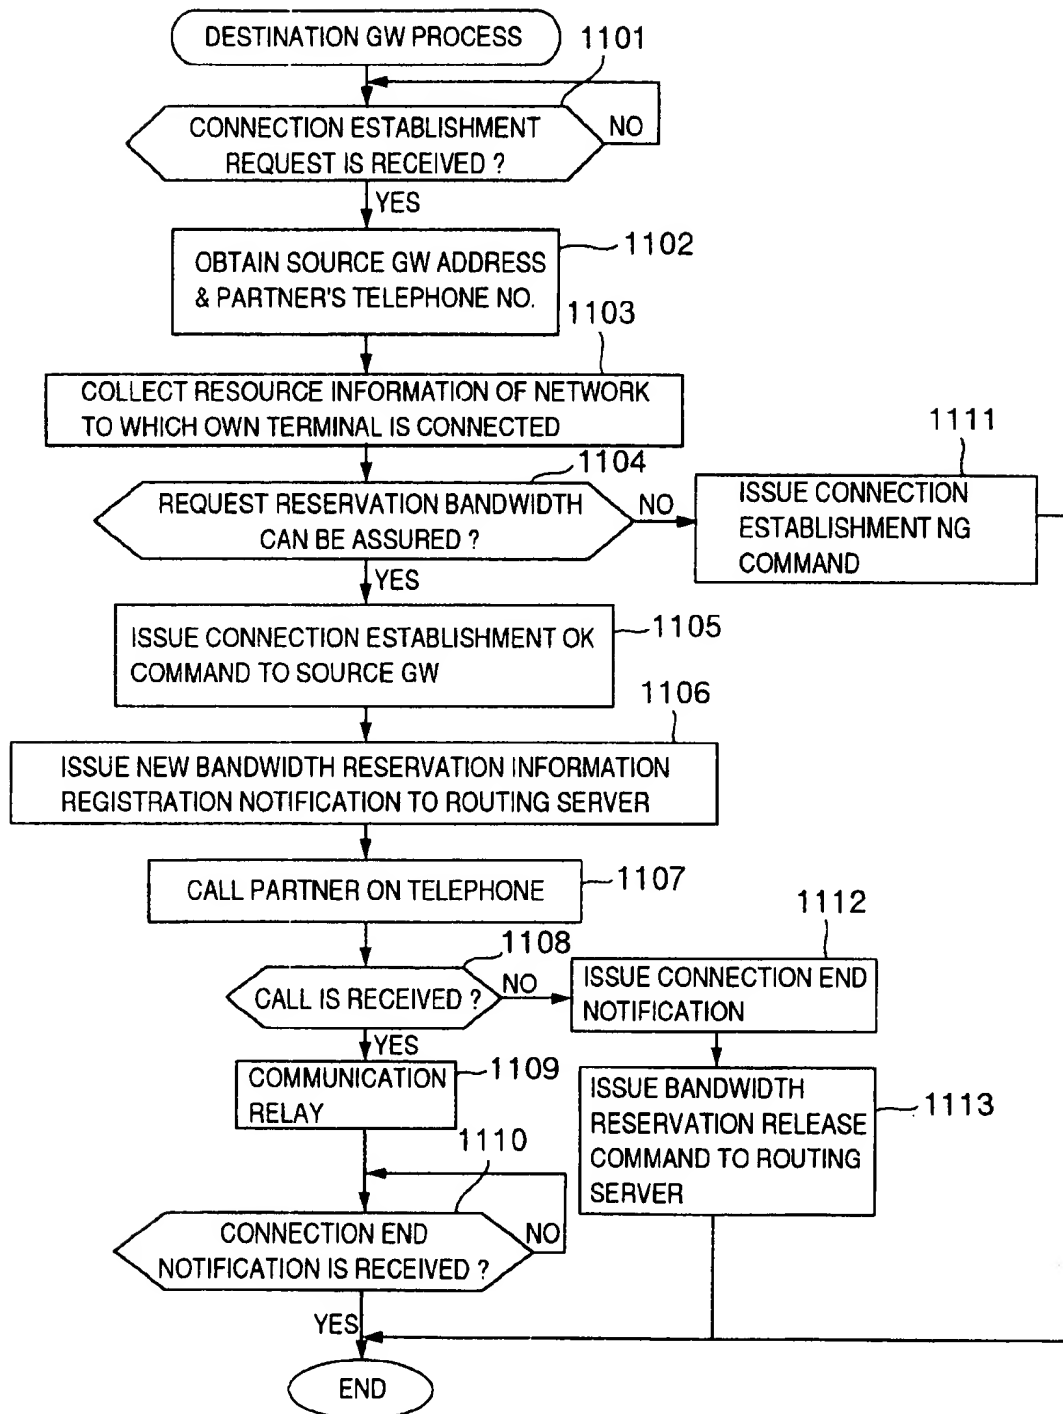 DESTINATION GW PROCESS
1101
CONNECTION ESTABLISHMENT
REQUEST IS RECEIVED ?
NO
YES
1102
OBTAIN SOURCE GW ADDRESS
& PARTNER'S TELEPHONE NO.
1103
COLLECT RESOURCE INFORMATION OF NETWORK
TO WHICH OWN TERMINAL IS CONNECTED
1104
REQUEST RESERVATION BANDWIDTH
CAN BE ASSURED ?
NO
YES
1111
ISSUE CONNECTION
ESTABLISHMENT NG
COMMAND
1105
ISSUE CONNECTION ESTABLISHMENT OK
COMMAND TO SOURCE GW
1106
ISSUE NEW BANDWIDTH RESERVATION INFORMATION
REGISTRATION NOTIFICATION TO ROUTING SERVER
CALL PARTNER ON TELEPHONE
1107
1108
CALL IS RECEIVED ?
NO
YES
1112
ISSUE CONNECTION END
NOTIFICATION
COMMUNICATION
RELAY
1109
ISSUE BANDWIDTH
RESERVATION RELEASE
COMMAND TO ROUTING
SERVER
1113
1110
CONNECTION END
NOTIFICATION IS RECEIVED ?
NO
YES
END